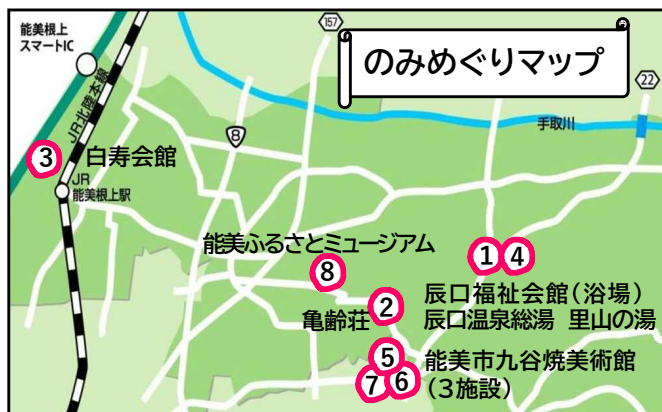 能美根上
スマートIC
JR北陸本線
157
のみめぐりマップ
22
8
手取川
3
白寿会館
JR
能美根上駅
能美ふるさとミュージアム
8
1
4
辰口福祉会館(浴場)
辰口温泉総湯 里山の湯
亀齢荘
2
5
7
6
能美市九谷焼美術館
(3施設)